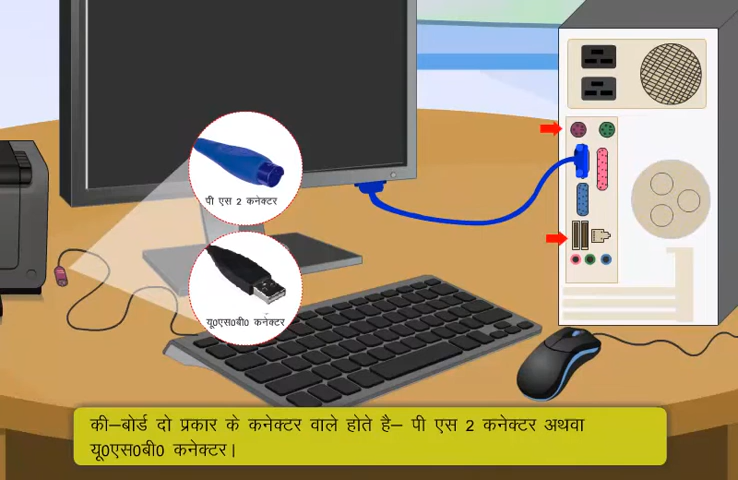 पी एस 2 कनेक्टर
यू0एस0बी0 कनेक्टर
की–बोर्ड दो प्रकार के कनेक्टर वाले होते है– पी एस 2 कनेक्टर अथवा
यू0एस0बी0 कनेक्टर।